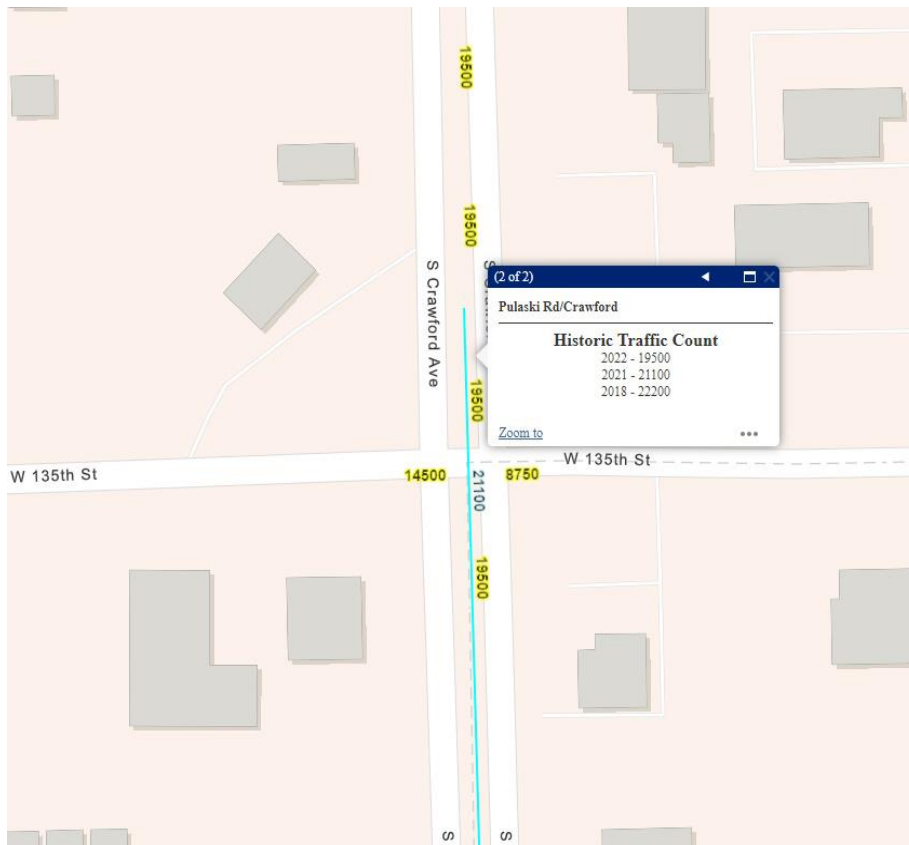 19500
19500
S Crawford Ave
S
(2 of 2)
Pulaski Rd/Crawford
Historic Traffic Count
2022 - 19500
2021 - 21100
2018 - 22200
Zoom to
19500
W 135th St
W 135th St
14500
21100
8750
19500
S
S